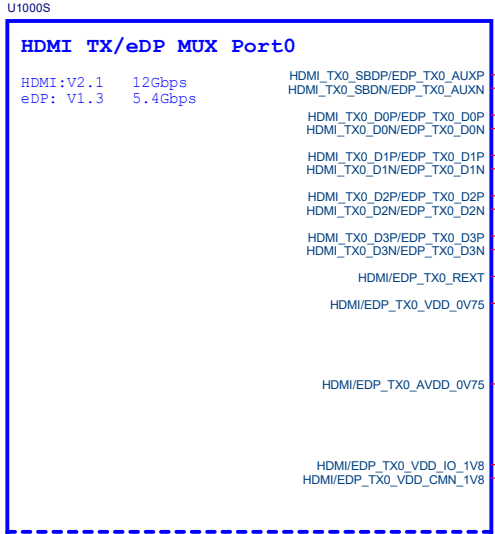 U1000S
HDMI TX/eDP MUX Port0
HDMI:V2.1 12Gbps
eDP: V1.3 5.4Gbps
HDMI_TX0_SBDP/EDP_TX0_AUXP
HDMI_TX0_SBDN/EDP_TX0_AUXN
HDMI_TX0_D0P/EDP_TX0_D0P
HDMI_TX0_D0N/EDP_TX0_D0N
HDMI_TX0_D1P/EDP_TX0_D1P
HDMI_TX0_D1N/EDP_TX0_D1N
HDMI_TX0_D2P/EDP_TX0_D2P
HDMI_TX0_D2N/EDP_TX0_D2N
HDMI_TX0_D3P/EDP_TX0_D3P
HDMI_TX0_D3N/EDP_TX0_D3N
HDMI/EDP_TX0_REXT
HDMI/EDP_TX0_VDD_0V75
HDMI/EDP_TX0_AVDD_0V75
HDMI/EDP_TX0_VDD_IO_1V8
HDMI/EDP_TX0_VDD_CMN_1V8